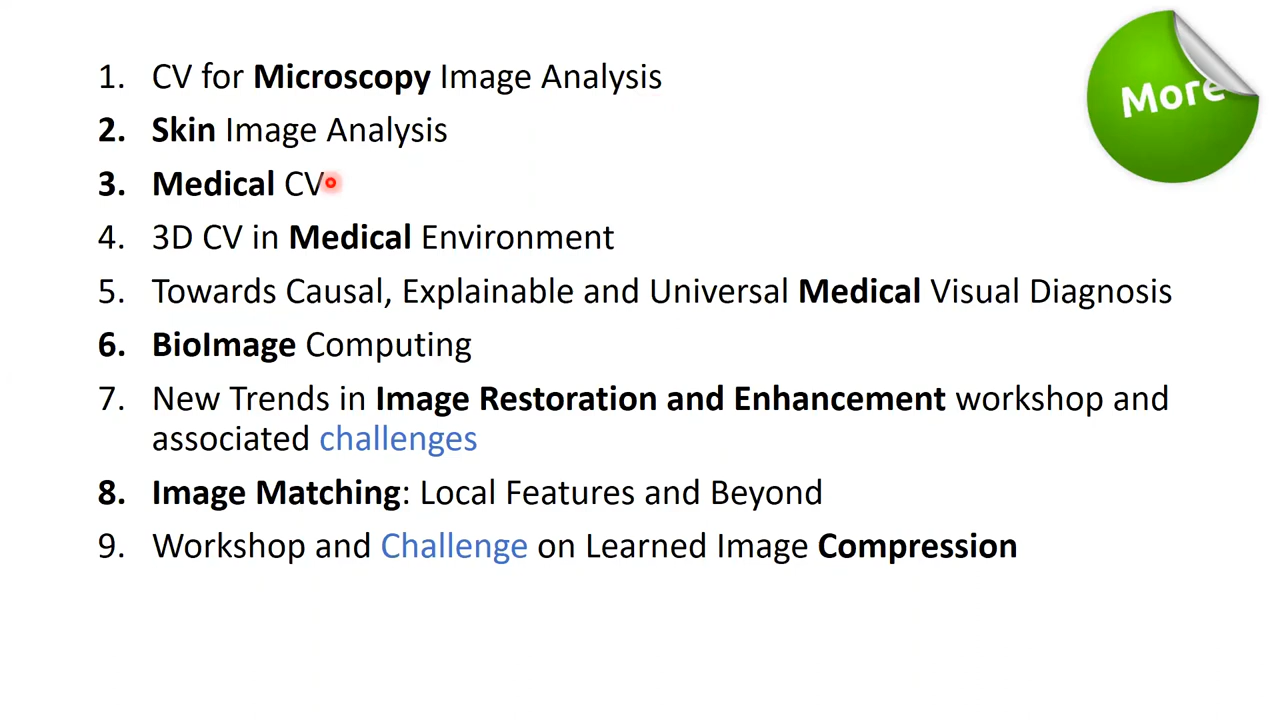 More
1. CV for Microscopy Image Analysis
2. Skin Image Analysis
3. Medical CV
4. 3D CV in Medical Environment
5. Towards Causal, Explainable and Universal Medical Visual Diagnosis
6. BioImage Computing
7. New Trends in Image Restoration and Enhancement workshop and
associated challenges
8. Image Matching: Local Features and Beyond
9. Workshop and Challenge on Learned Image Compression